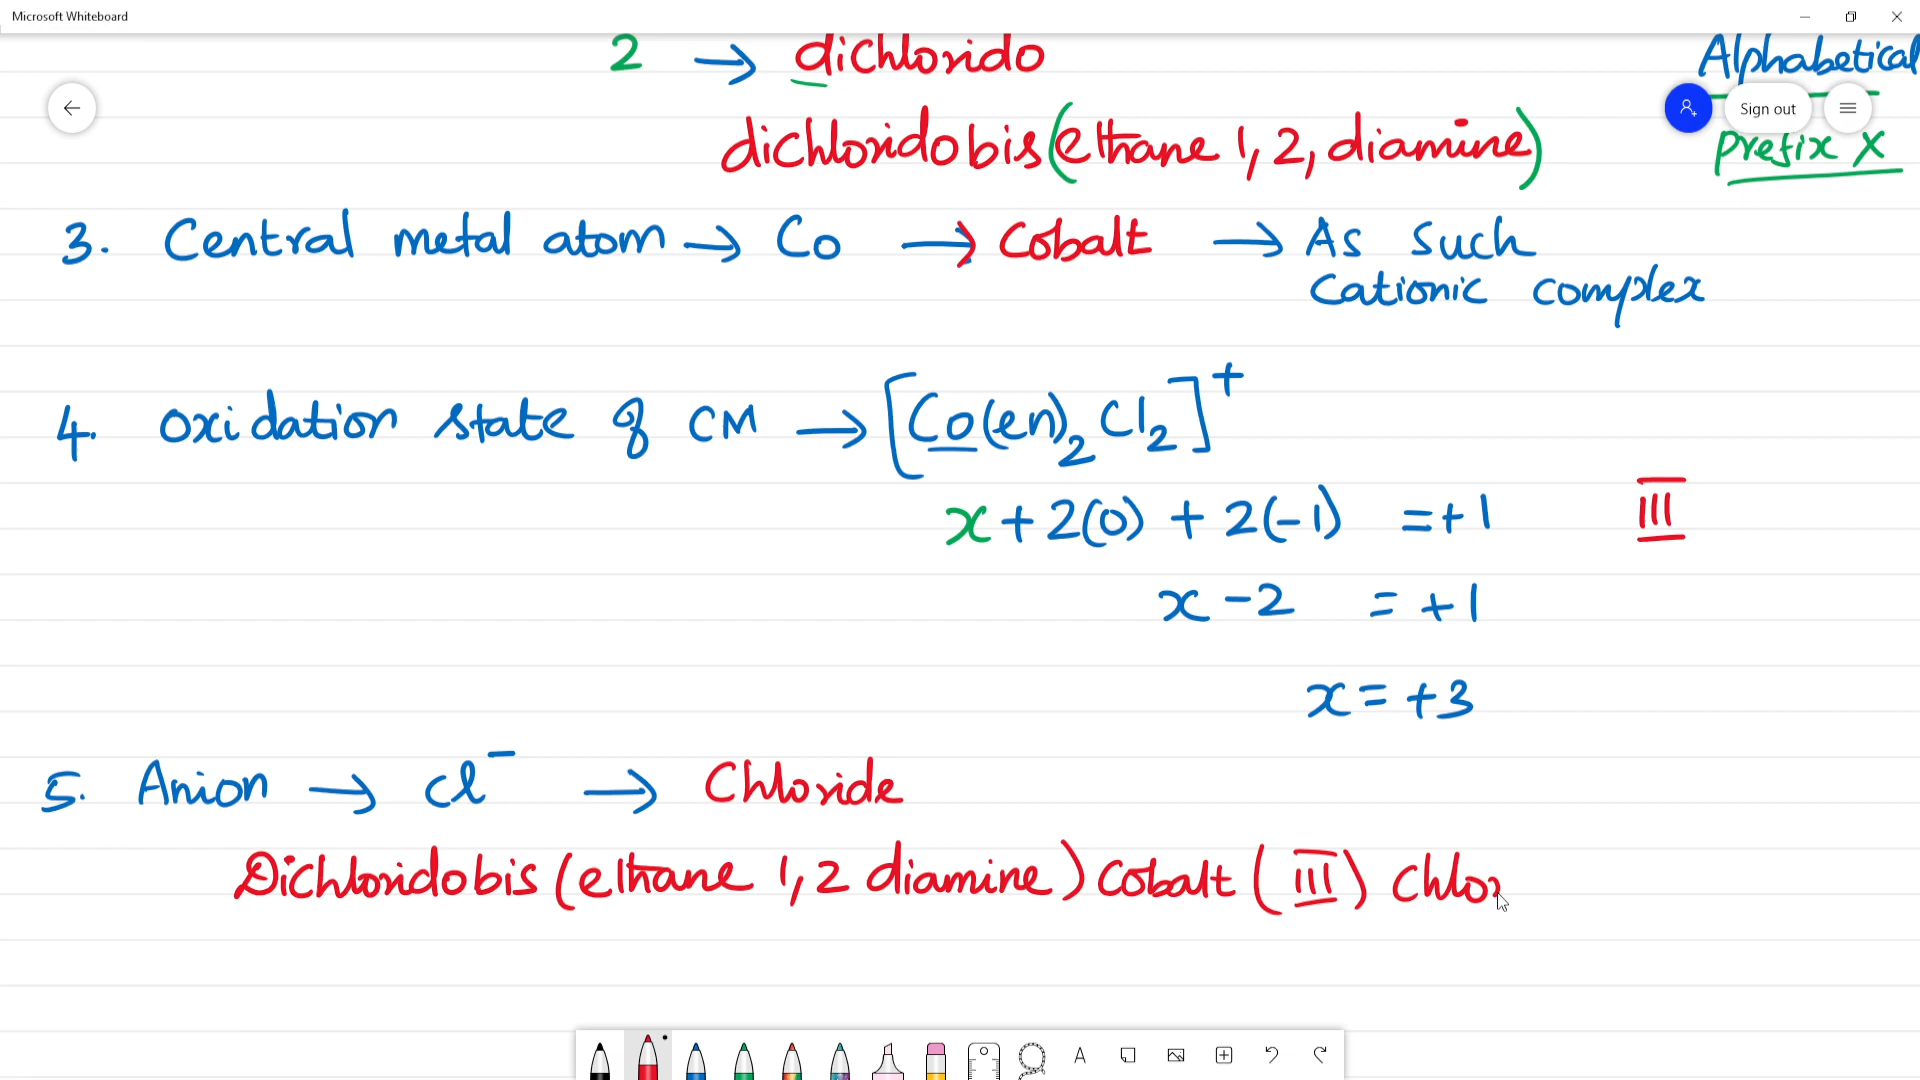 Microsoft Whiteboard
2 → dichlorido
Alphabetical
Sign out
dichloridobis(ethane 1, 2, diamine)
prefix X
3. Central metal atom → Co → Cobalt → As such
Cationic complex
4. Oxidation state of CM → [Co(en)₂Cl₂]⁺
x + 2(0) + 2(-1) = +1
III
x - 2 = +1
x = +3
5. Anion → Cl⁻ → Chloride
Dichloridobis(ethane 1, 2 diamine) Cobalt (III) Chlor